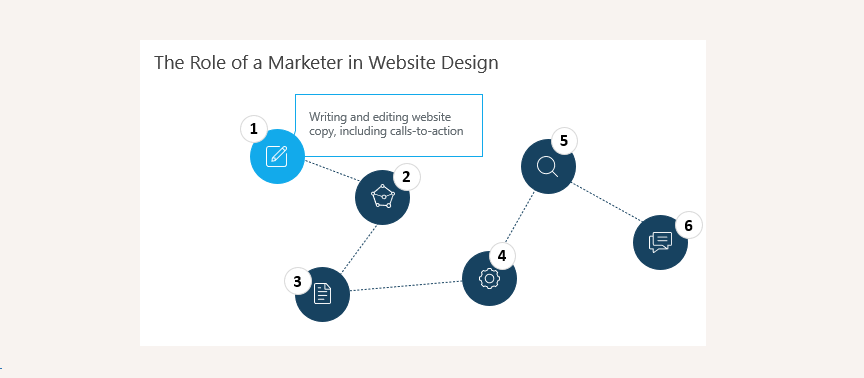 The Role of a Marketer in Website Design
1
Writing and editing website
copy, including calls-to-action
2
3
4
5
6